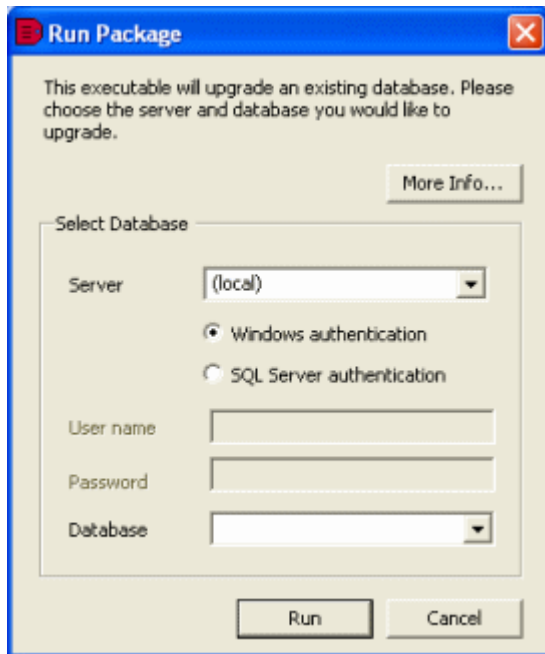 Run Package
This executable will upgrade an existing database. Please
choose the server and database you would like to
upgrade.
More Info...
Select Database
Server
(local)
Windows authentication
SQL Server authentication
User name
Password
Database
Run
Cancel